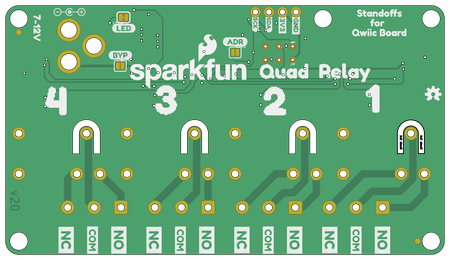 7-12V
LED
BYP
ADR
SCL
SDA
3V3
GND
Standoffs
for
Qwiic Board
sparkfun Quad Relay
4
3
2
1
v20
NC
COM
NO
NC
COM
NO
NC
COM
NO
NC
COM
NO